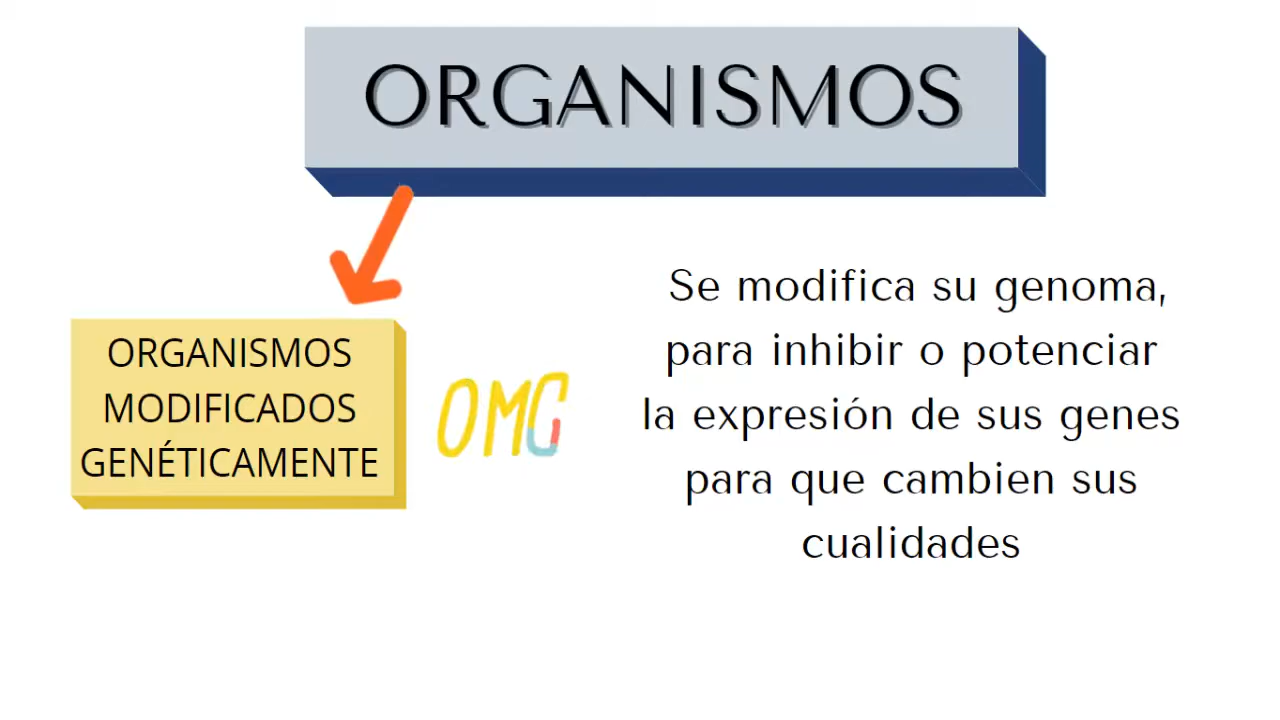 ORGANISMOS
ORGANISMOS
MODIFICADOS
GENÉTICAMENTE
OMG
Se modifica su genoma,
para inhibir o potenciar
la expresión de sus genes
para que cambien sus
cualidades